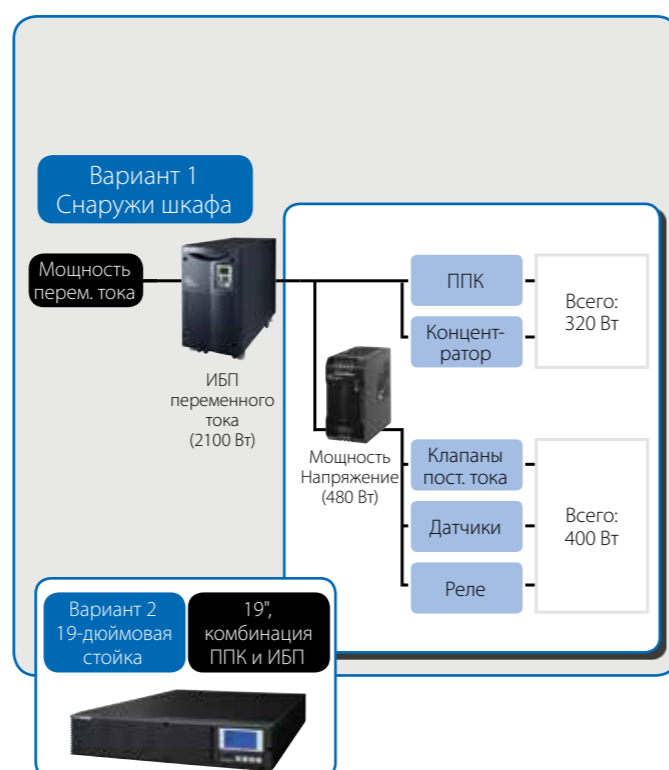 Вариант 1
Снаружи шкафа
Мощность
перем. тока
ИБП
переменного
тока
(2100 Вт)
ППК
Концент-
ратор
Всего:
320 Вт
Мощность
Напряжение
(480 Вт)
Клапаны
пост. тока
Датчики
Реле
Всего:
400 Вт
Вариант 2
19-дюймовая
стойка
19",
комбинация
ППК и ИБП